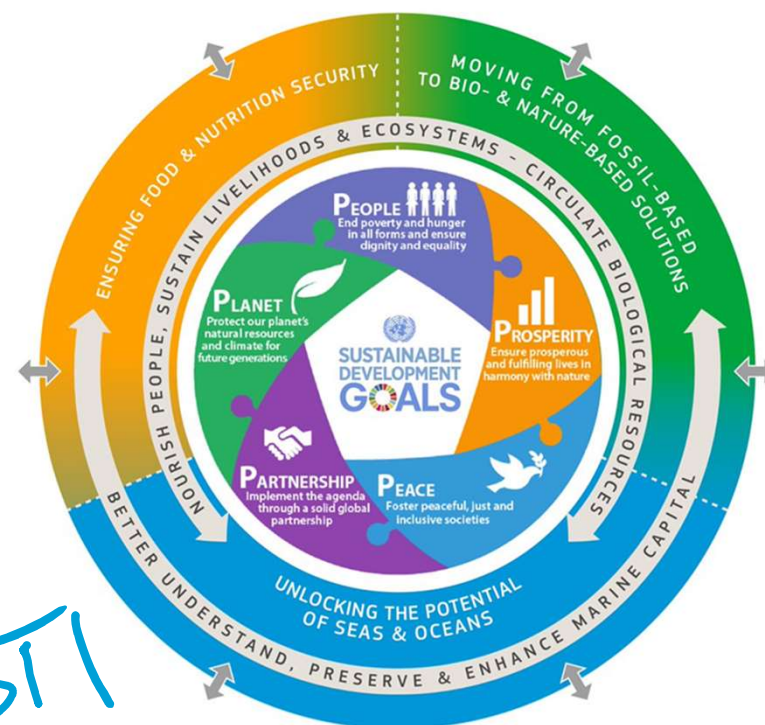 ENSURING FOOD & NUTRITION SECURITY
MOVING FROM FOSSIL-BASED
TO BIO- & NATURE-BASED SOLUTIONS
NOURISH PEOPLE, SUSTAIN LIVELIHOODS & ECOSYSTEMS - CIRCULATE BIOLOGICAL RESOURCES
PEOPLE
End poverty and hunger
in all forms and ensure
dignity and equality
PLANET
Protect our planet's
natural resources
and climate for
future generations
PROSPERITY
Ensure prosperous
and fulfilling lives in
harmony with nature
SUSTAINABLE
DEVELOPMENT
GOALS
PARTNERSHIP
Implement the agenda
through a solid global
partnership
PEACE
Foster peaceful, just and
inclusive societies
UNLOCKING THE POTENTIAL
OF SEAS & OCEANS
BETTER UNDERSTAND, PRESERVE & ENHANCE MARINE CAPITAL